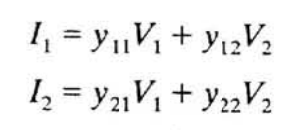 I₁ = y₁₁V₁ + y₁₂V₂
I₂ = y₂₁V₁ + y₂₂V₂